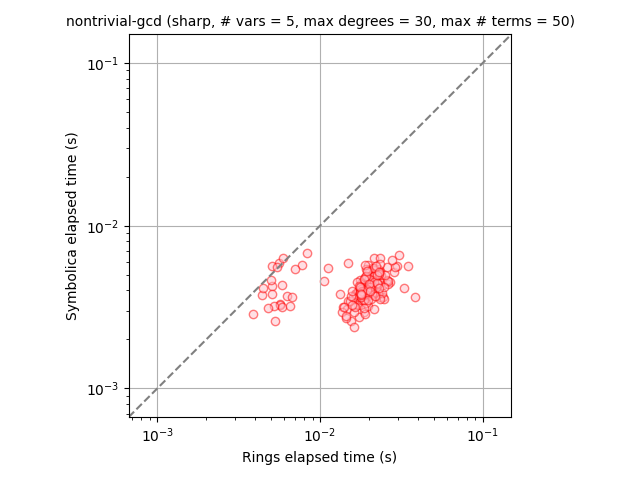 nontrivial-gcd (sharp, # vars = 5, max degrees = 30, max # terms = 50)
10⁻¹
10⁻²
10⁻³
Symbolica elapsed time (s)
10⁻³ 10⁻² 10⁻¹
Rings elapsed time (s)